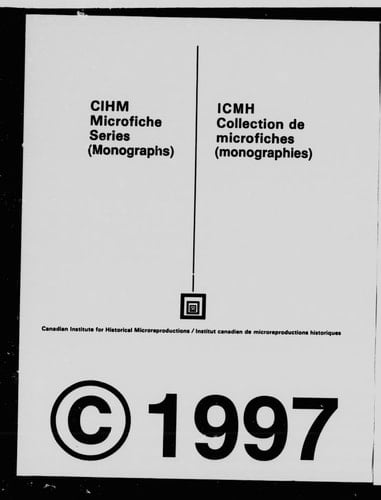 CIHM
Microfiche
Series
(Monographs)
ICMH
Collection de
microfiches
(monographies)
Canadian Institute for Historical Microreproductions / Institut canadien de microreproductions historiques
© 1997